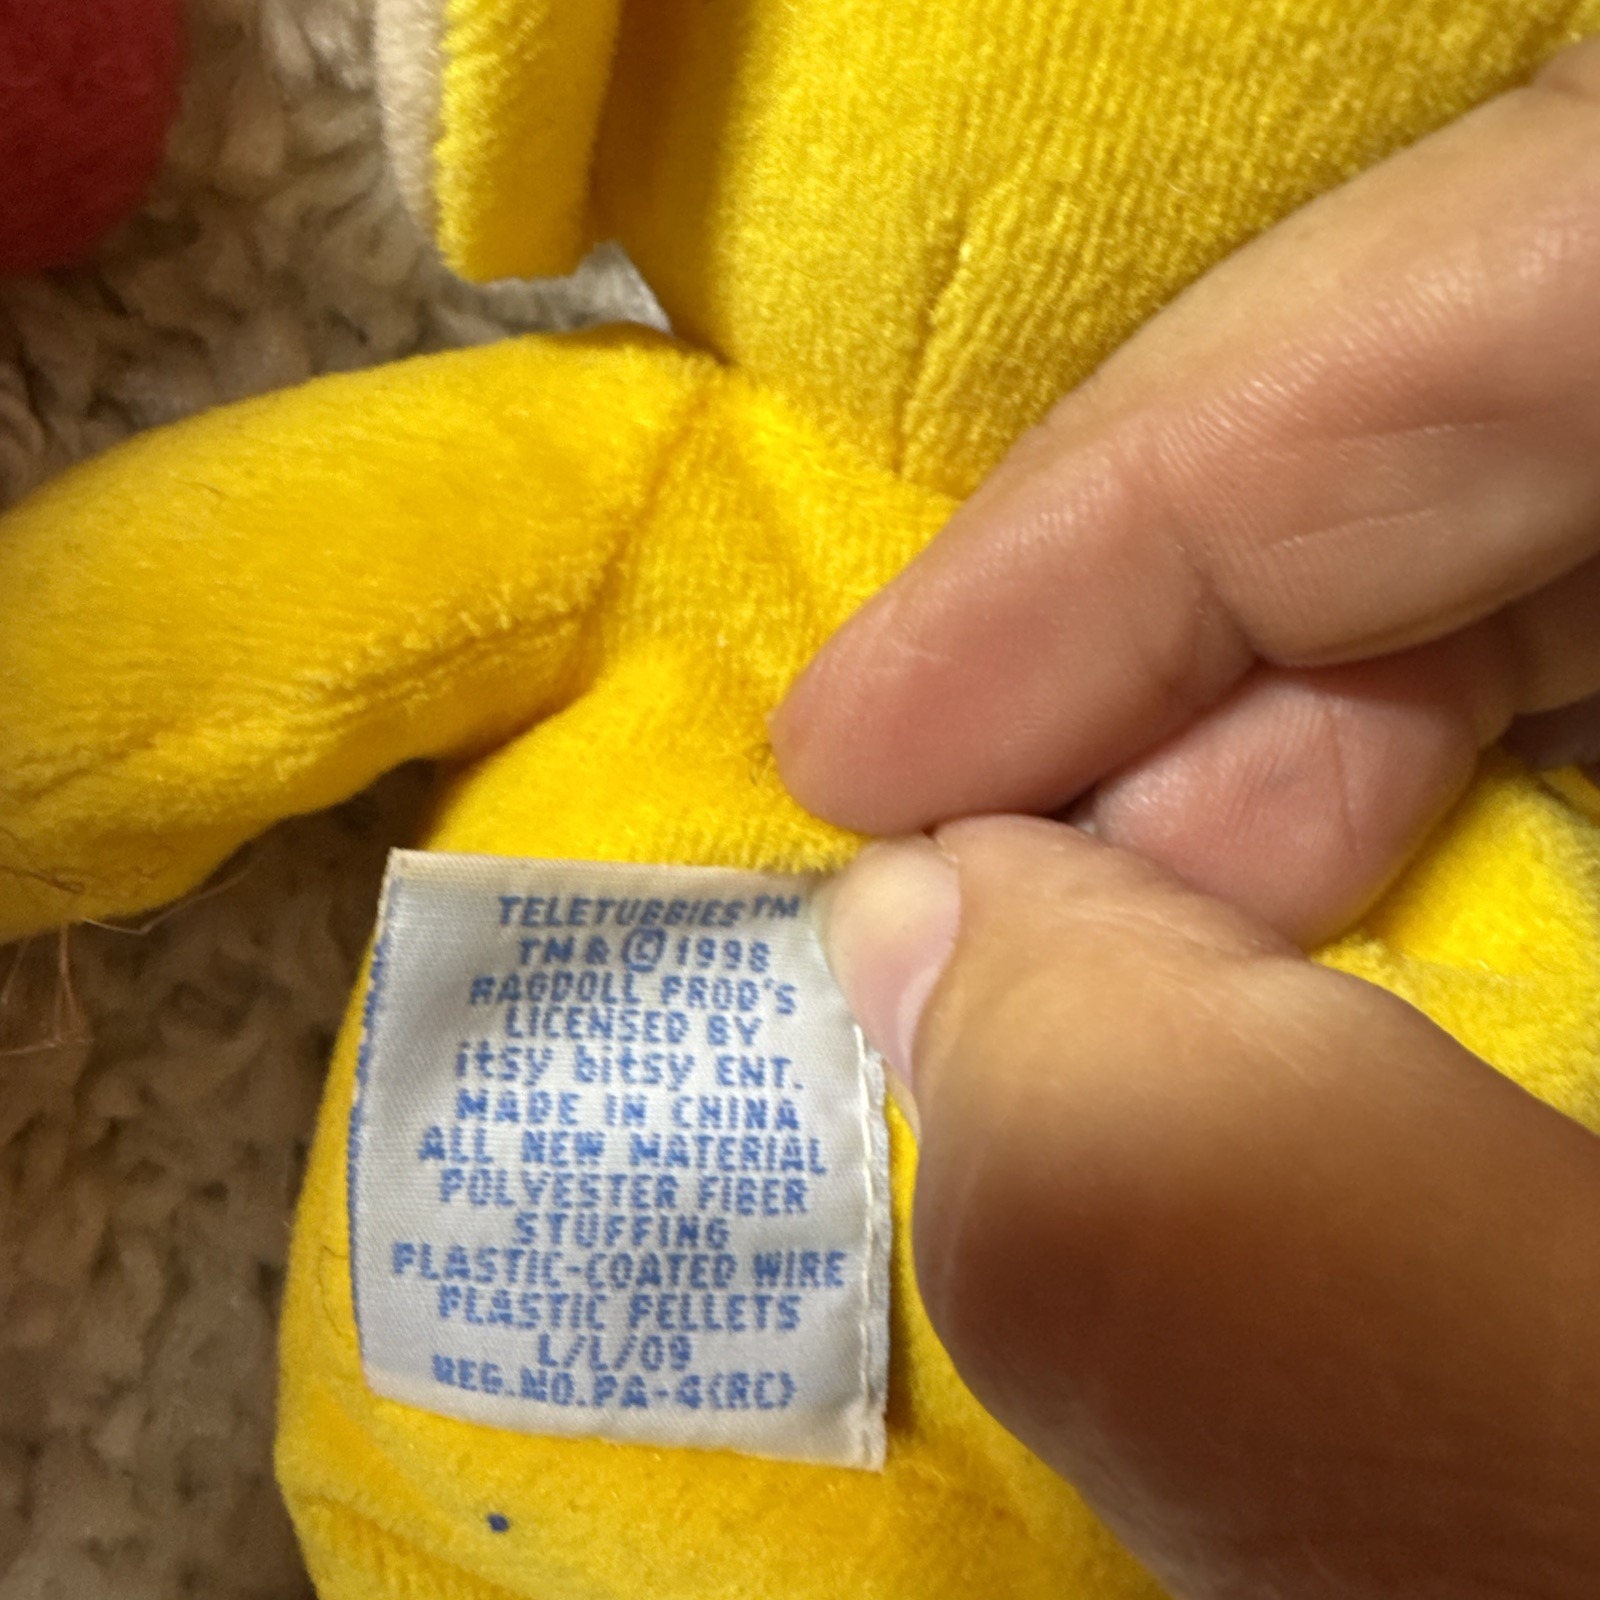 TELETUBBIES™
TM & © 1998
RAGDOLL PROD'S
LICENSED BY
itsy bitsy ENT.
MADE IN CHINA
ALL NEW MATERIAL
POLYESTER FIBER
STUFFING
PLASTIC-COATED WIRE
PLASTIC PELLETS
L/L/09
REG.NO.PA-4(RC)